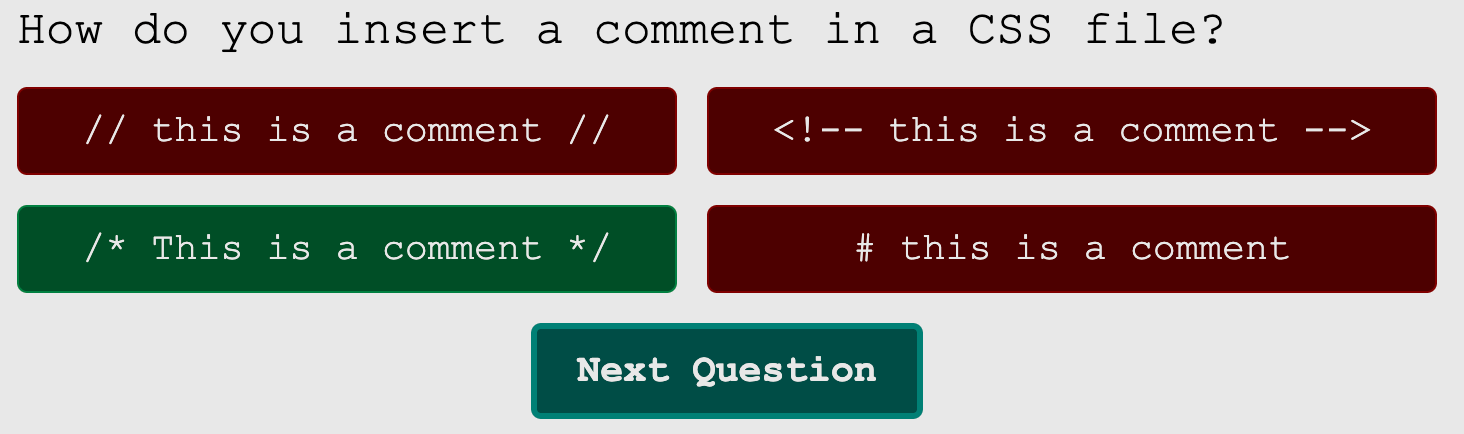 How do you insert a comment in a CSS file?
// this is a comment //
<!-- this is a comment -->
/* This is a comment */
# this is a comment
Next Question